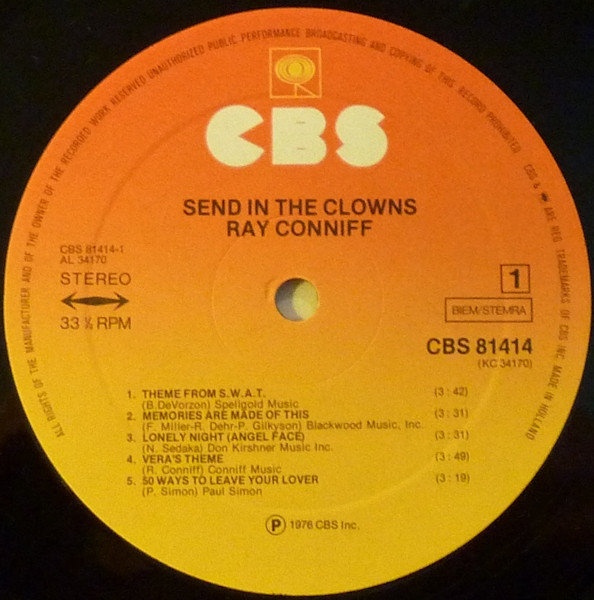 ALL RIGHTS OF THE MANUFACTURER AND OF THE OWNER OF THE RECORDED WORK RESERVED UNAUTHORIZED PUBLIC PERFORMANCE BROADCASTING AND COPYING OF THIS RECORD PROHIBITED
CBS & ARE REG. TRADEMARKS OF CBS INC MADE IN HOLLAND
CBS
SEND IN THE CLOWNS
RAY CONNIFF
CBS 81414-1
AL 34170
STEREO
33 ⅓ RPM
1
BIEM/STEMRA
CBS 81414
(KC 34170)
1. THEME FROM S.W.A.T. (3:42)
(B.DeVorzon) Spellgold Music
2. MEMORIES ARE MADE OF THIS (3:31)
(F. Miller-R. Dehr-P. Gilkyson) Blackwood Music, Inc.
3. LONELY NIGHT (ANGEL FACE) (3:31)
(N. Sedaka) Don Kirshner Music Inc.
4. VERA'S THEME (3:49)
(R. Conniff) Conniff Music
5. 50 WAYS TO LEAVE YOUR LOVER (3:19)
(P. Simon) Paul Simon
Ⓟ 1976 CBS Inc.